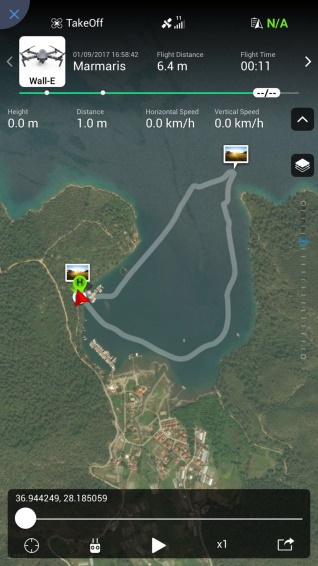 TakeOff
11
N/A
01/09/2017 16:58:42
Marmaris
Flight Distance
6.4 m
Flight Time
00:11
Wall-E
--/--
Height
0.0 m
Distance
1.0 m
Horizontal Speed
0.0 km/h
Vertical Speed
0.0 km/h
H
36.944249, 28.185059
x1